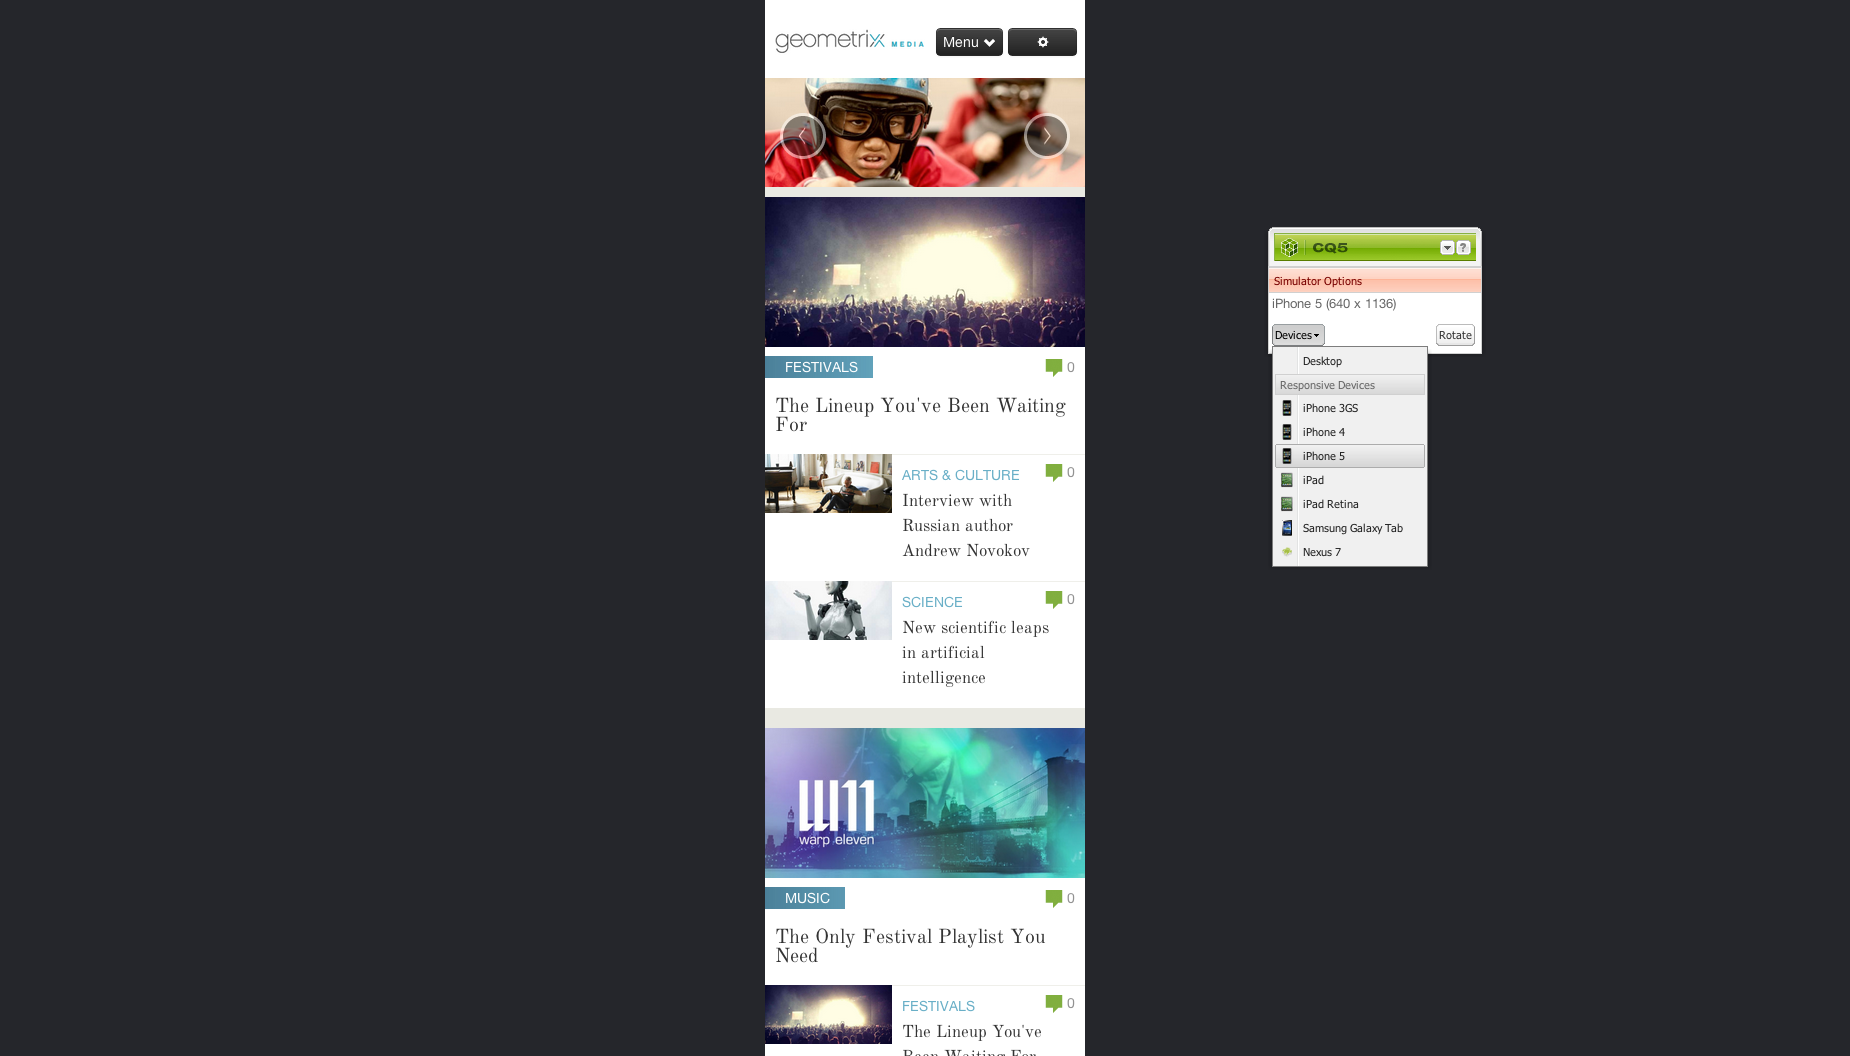 geometrixx MEDIA
Menu
FESTIVALS
0
The Lineup You've Been Waiting
For
ARTS & CULTURE
0
Interview with
Russian author
Andrew Novokov
SCIENCE
0
New scientific leaps
in artificial
intelligence
W11
warp eleven
MUSIC
0
The Only Festival Playlist You
Need
FESTIVALS
0
The Lineup You've
Been Waiting For
CQ5
?
Simulator Options
iPhone 5 (640 x 1136)
Devices
Rotate
Desktop
Responsive Devices
iPhone 3GS
iPhone 4
iPhone 5
iPad
iPad Retina
Samsung Galaxy Tab
Nexus 7